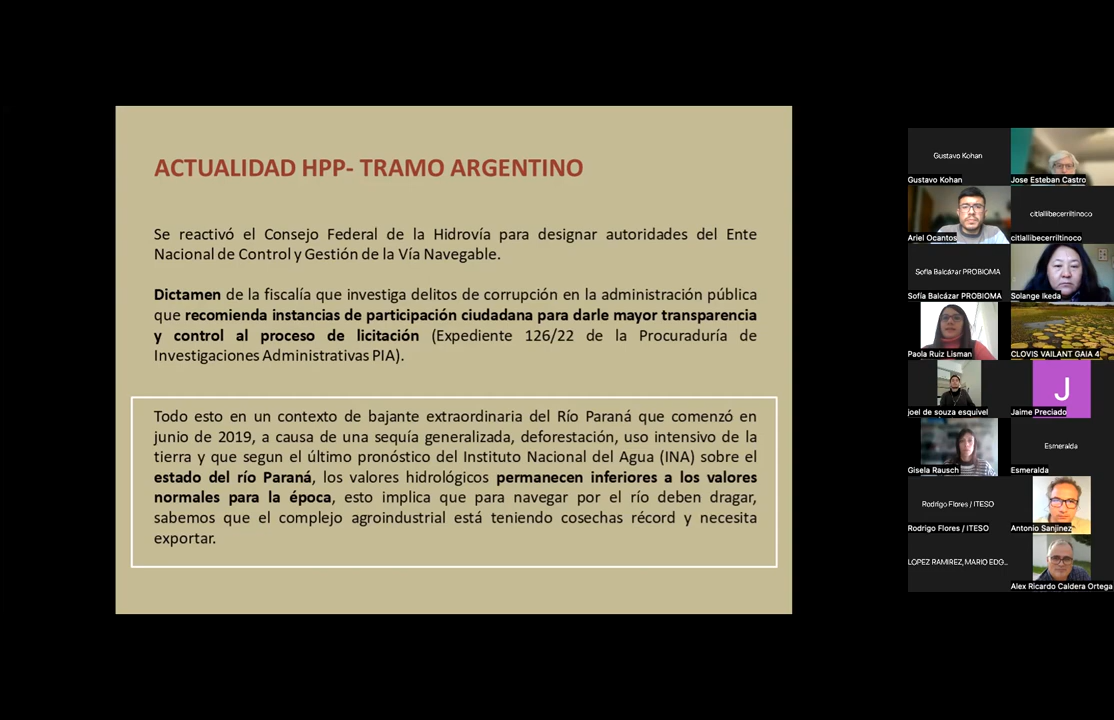 ACTUALIDAD HPP- TRAMO ARGENTINO
Se reactivó el Consejo Federal de la Hidrovía para designar autoridades del Ente
Nacional de Control y Gestión de la Vía Navegable.
Dictamen de la fiscalía que investiga delitos de corrupción en la administración pública
que recomienda instancias de participación ciudadana para darle mayor transparencia
y control al proceso de licitación (Expediente 126/22 de la Procuraduría de
Investigaciones Administrativas PIA).
Todo esto en un contexto de bajante extraordinaria del Río Paraná que comenzó en
junio de 2019, a causa de una sequía generalizada, deforestación, uso intensivo de la
tierra y que segun el último pronóstico del Instituto Nacional del Agua (INA) sobre el
estado del río Paraná, los valores hidrológicos permanecen inferiores a los valores
normales para la época, esto implica que para navegar por el río deben dragar,
sabemos que el complejo agroindustrial está teniendo cosechas récord y necesita
exportar.
Gustavo Kohan
Gustavo Kohan
Jose Esteban Castro
Ariel Ocantos
citlallibecerriltinoco
citlallibecerriltinoco
Sofía Balcázar PROBIOMA
Sofía Balcázar PROBIOMA
Solange Ikeda
Paola Ruiz Lisman
CLOVIS VAILANT GAIA 4
joel de souza esquivel
J
Jaime Preciado
Gisela Rausch
Esmeralda
Esmeralda
Rodrigo Flores / ITESO
Rodrigo Flores / ITESO
Antonio Sanjinez
LOPEZ RAMIREZ, MARIO EDG...
Alex Ricardo Caldera Ortega